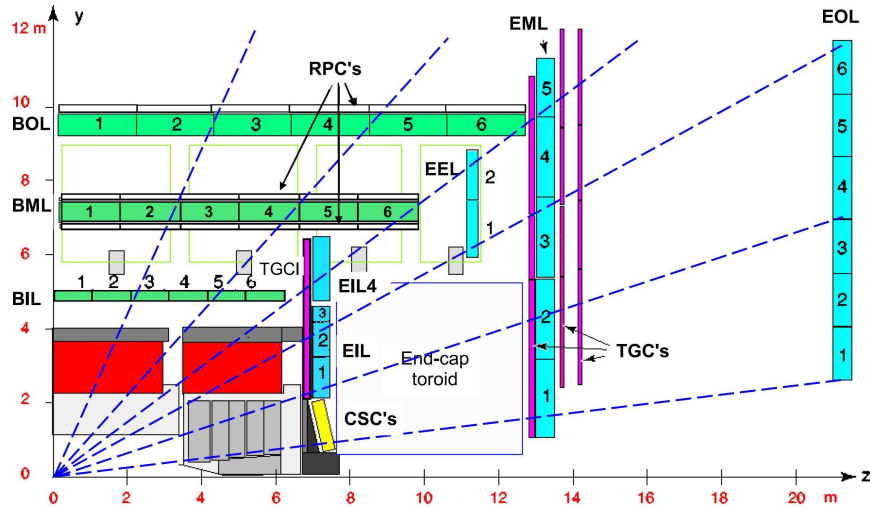 y
12 m
EML
EOL
RPC's
5
6
10
BOL
1 2 3 4 5 6
5
4
EEL
2
8
BML
1 2 3 4 5 6
4
1
3
6
TGCI
3
BIL
1 2 3 4 5 6
EIL4
2
4
3
2
EIL
1
2
End-cap
toroid
TGC's
1
1
2
CSC's
0
z
0 2 4 6 8 10 12 14 16 18 20 m